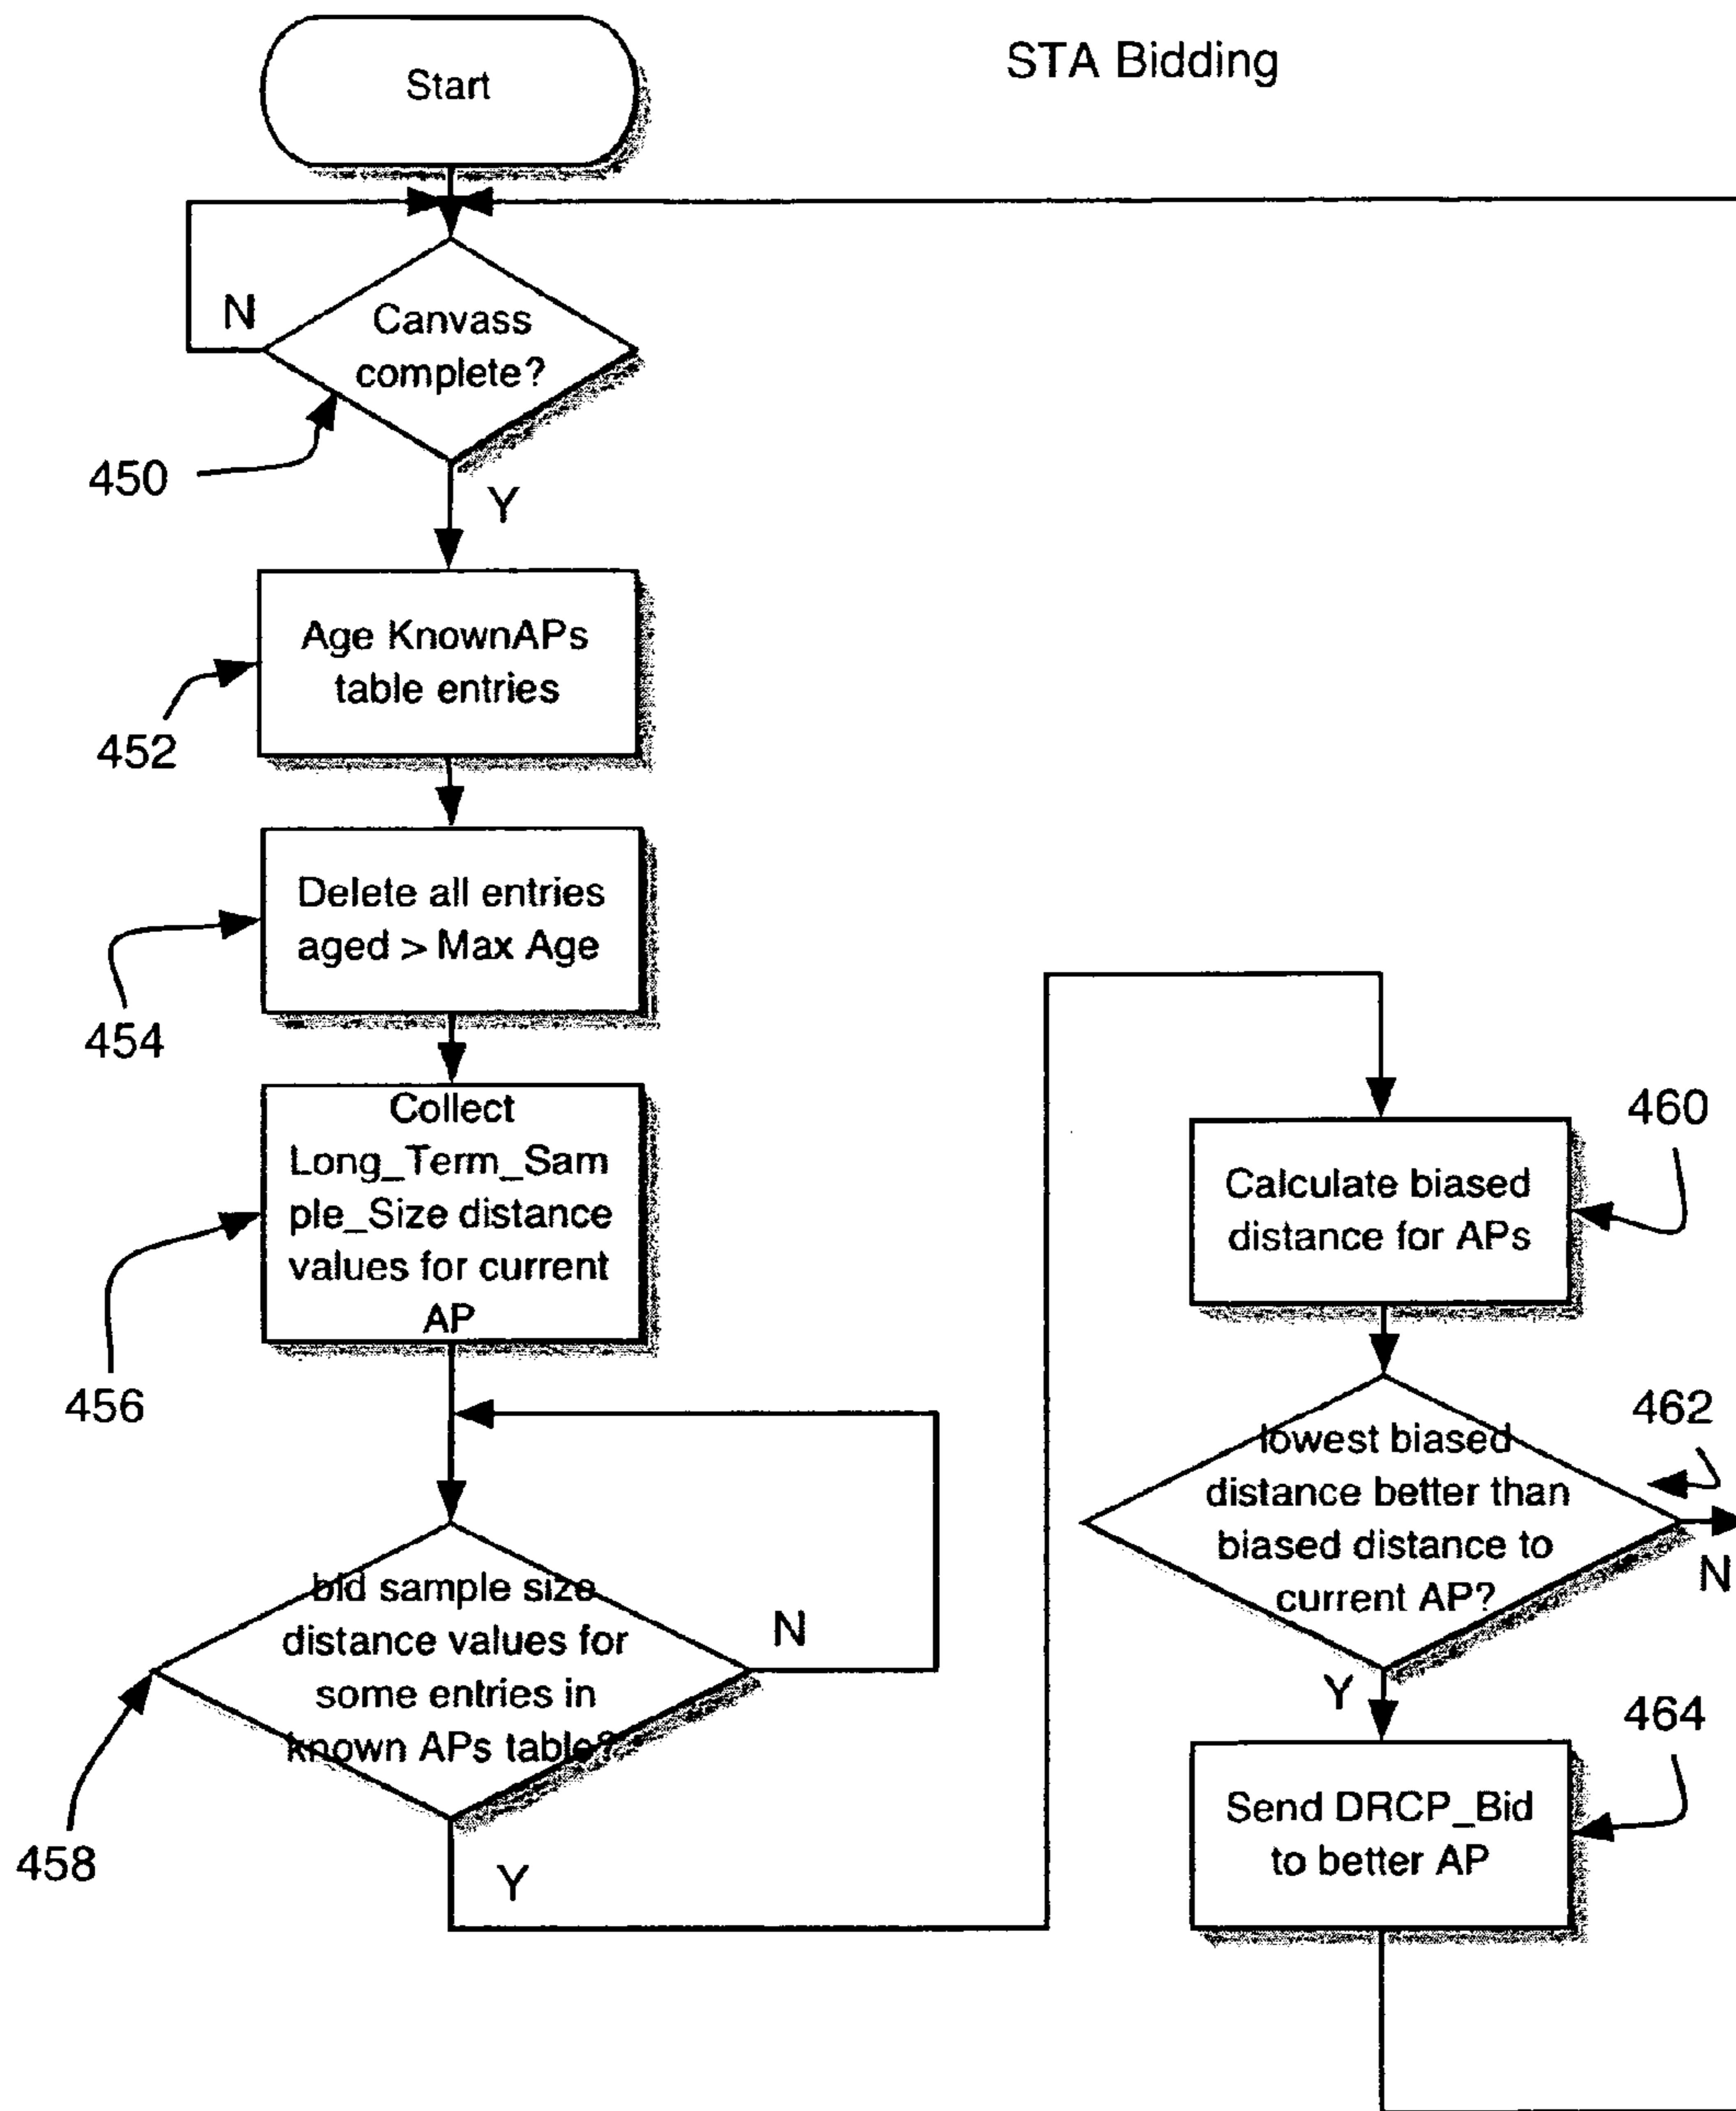 STA Bidding
Start
N
Canvass
complete?
450
Y
Age KnownAPs
table entries
452
Delete all entries
aged > Max Age
454
Collect
Long_Term_Sam
ple_Size distance
values for current
AP
456
bid sample size
distance values for
some entries in
known APs table?
N
458
Y
460
Calculate biased
distance for APs
462
lowest biased
distance better than
biased distance to
current AP?
N
Y
464
Send DRCP_Bid
to better AP